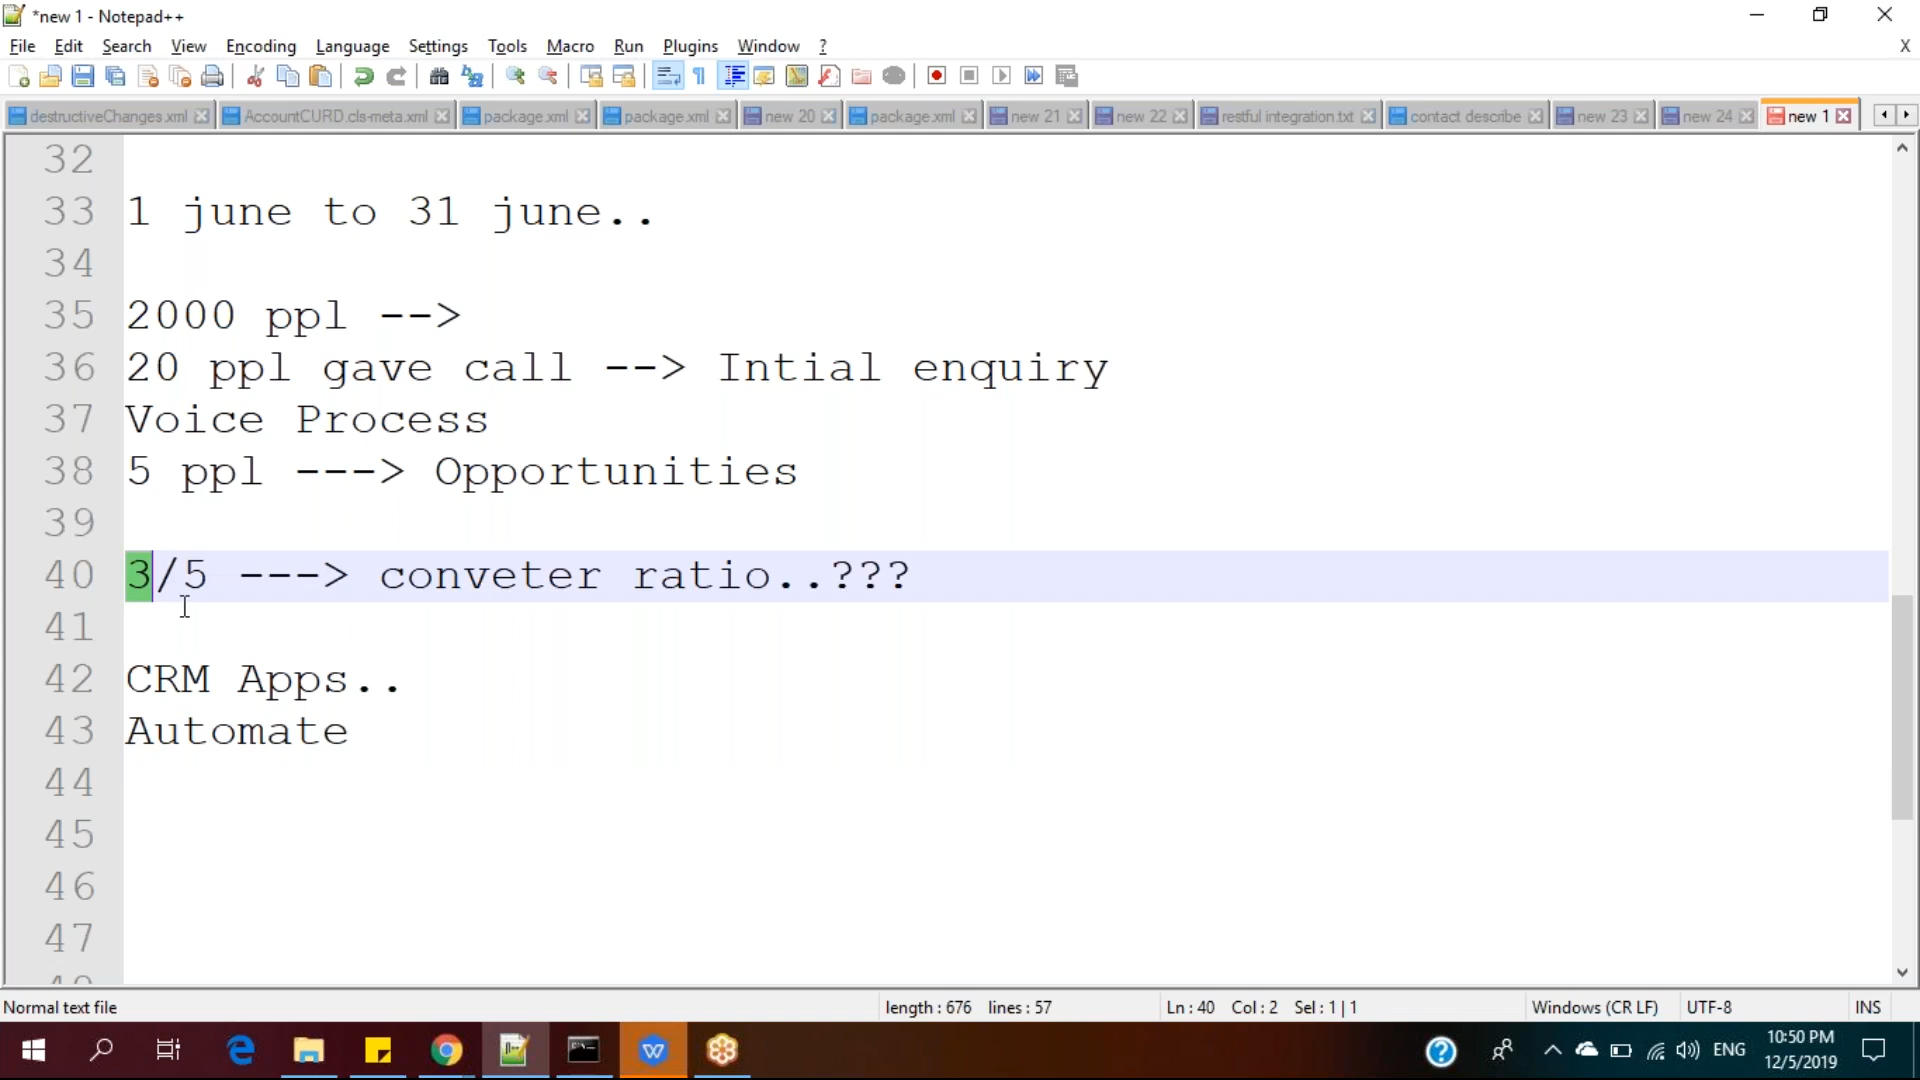 *new 1 - Notepad++
File Edit Search View Encoding Language Settings Tools Macro Run Plugins Window ? X
destructiveChanges.xml AccountCURD.cls-meta.xml package.xml package.xml new 20 package.xml new 21 new 22 restful integration.txt contact describe new 23 new 24 new 1
32
33 1 june to 31 june..
34
35 2000 ppl -->
36 20 ppl gave call --> Intial enquiry
37 Voice Process
38 5 ppl ---> Opportunities
39
40 3/5 ---> conveter ratio..???
41
42 CRM Apps..
43 Automate
44
45
46
47
Normal text file length : 676 lines : 57 Ln : 40 Col : 2 Sel : 1 | 1 Windows (CR LF) UTF-8 INS
ENG
10:50 PM
12/5/2019